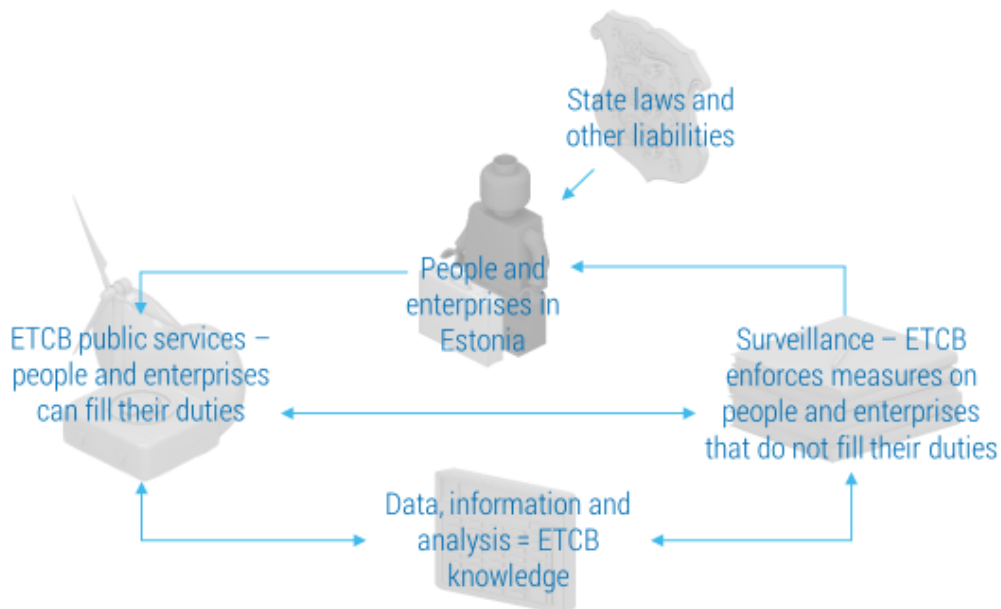 State laws and
other liabilities
People and
enterprises in
Estonia
ETCB public services –
people and enterprises
can fill their duties
Surveillance – ETCB
enforces measures on
people and enterprises
that do not fill their duties
Data, information and
analysis = ETCB
knowledge